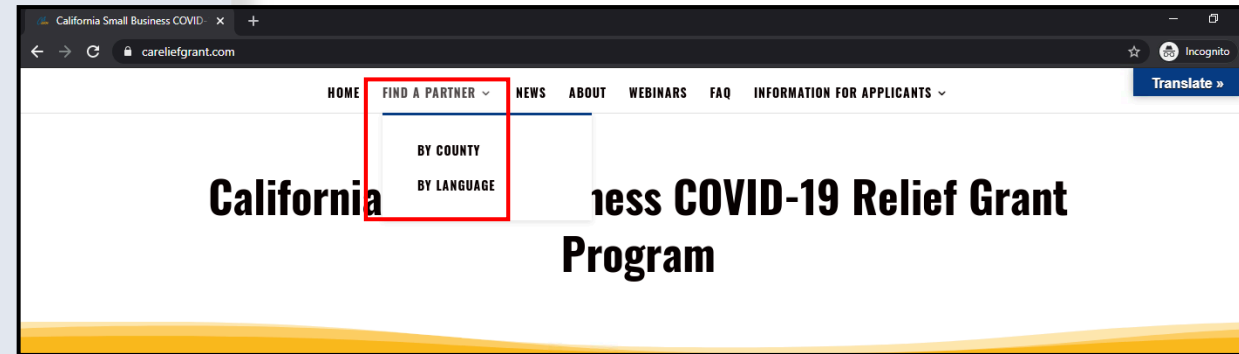 California Small Business COVID-
careliefgrant.com
Incognito
HOME FIND A PARTNER NEWS ABOUT WEBINARS FAQ INFORMATION FOR APPLICANTS
Translate »
BY COUNTY
BY LANGUAGE
California ness COVID-19 Relief Grant
Program